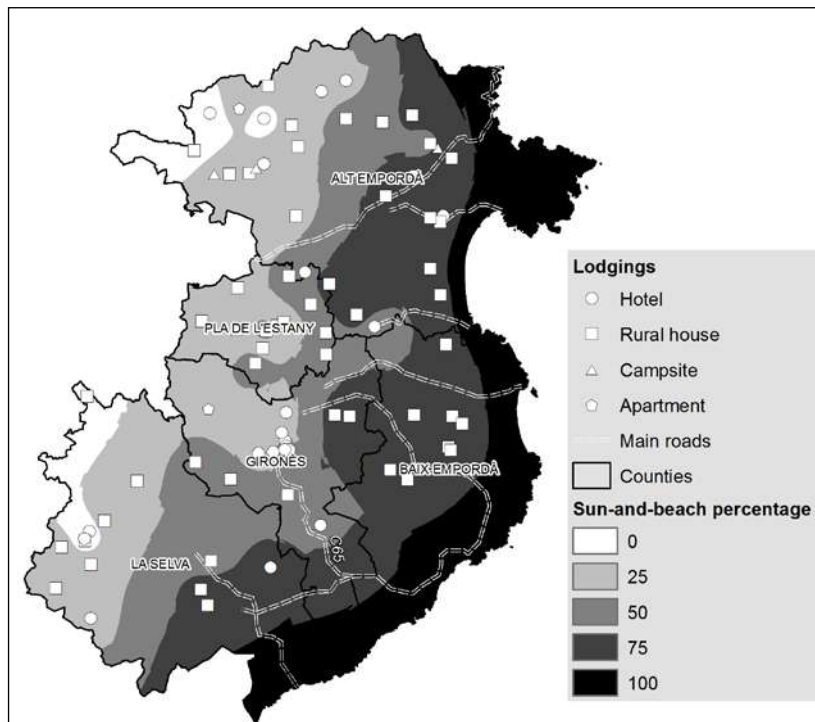 ALT EMPORDÀ
PLA DE L'ESTANY
GIRONÈS
BAIX EMPORDÀ
LA SELVA
C65
Lodgings
Hotel
Rural house
Campsite
Apartment
Main roads
Counties
Sun-and-beach percentage
0
25
50
75
100